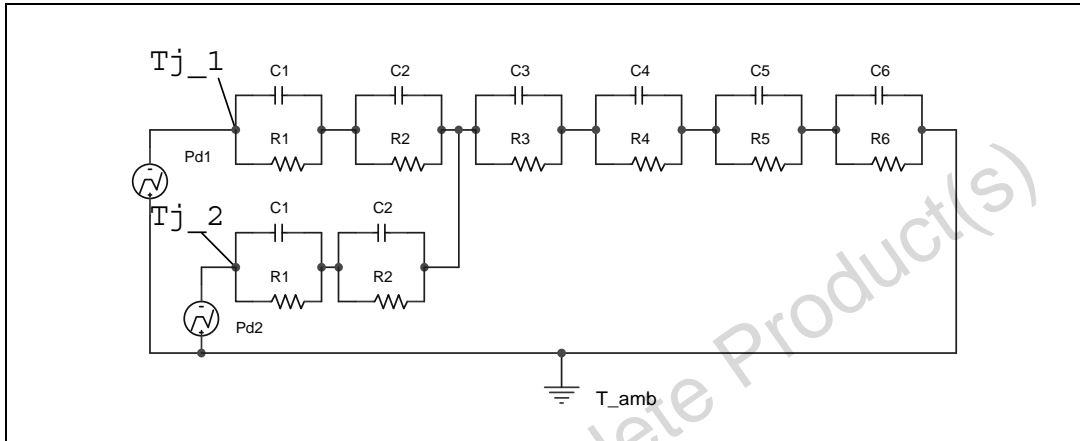 Tj_1
C1 C2 C3 C4 C5 C6
R1 R2 R3 R4 R5 R6
Pd1
Tj_2
C1 C2
R1 R2
Pd2
T_amb
lete Product(s)